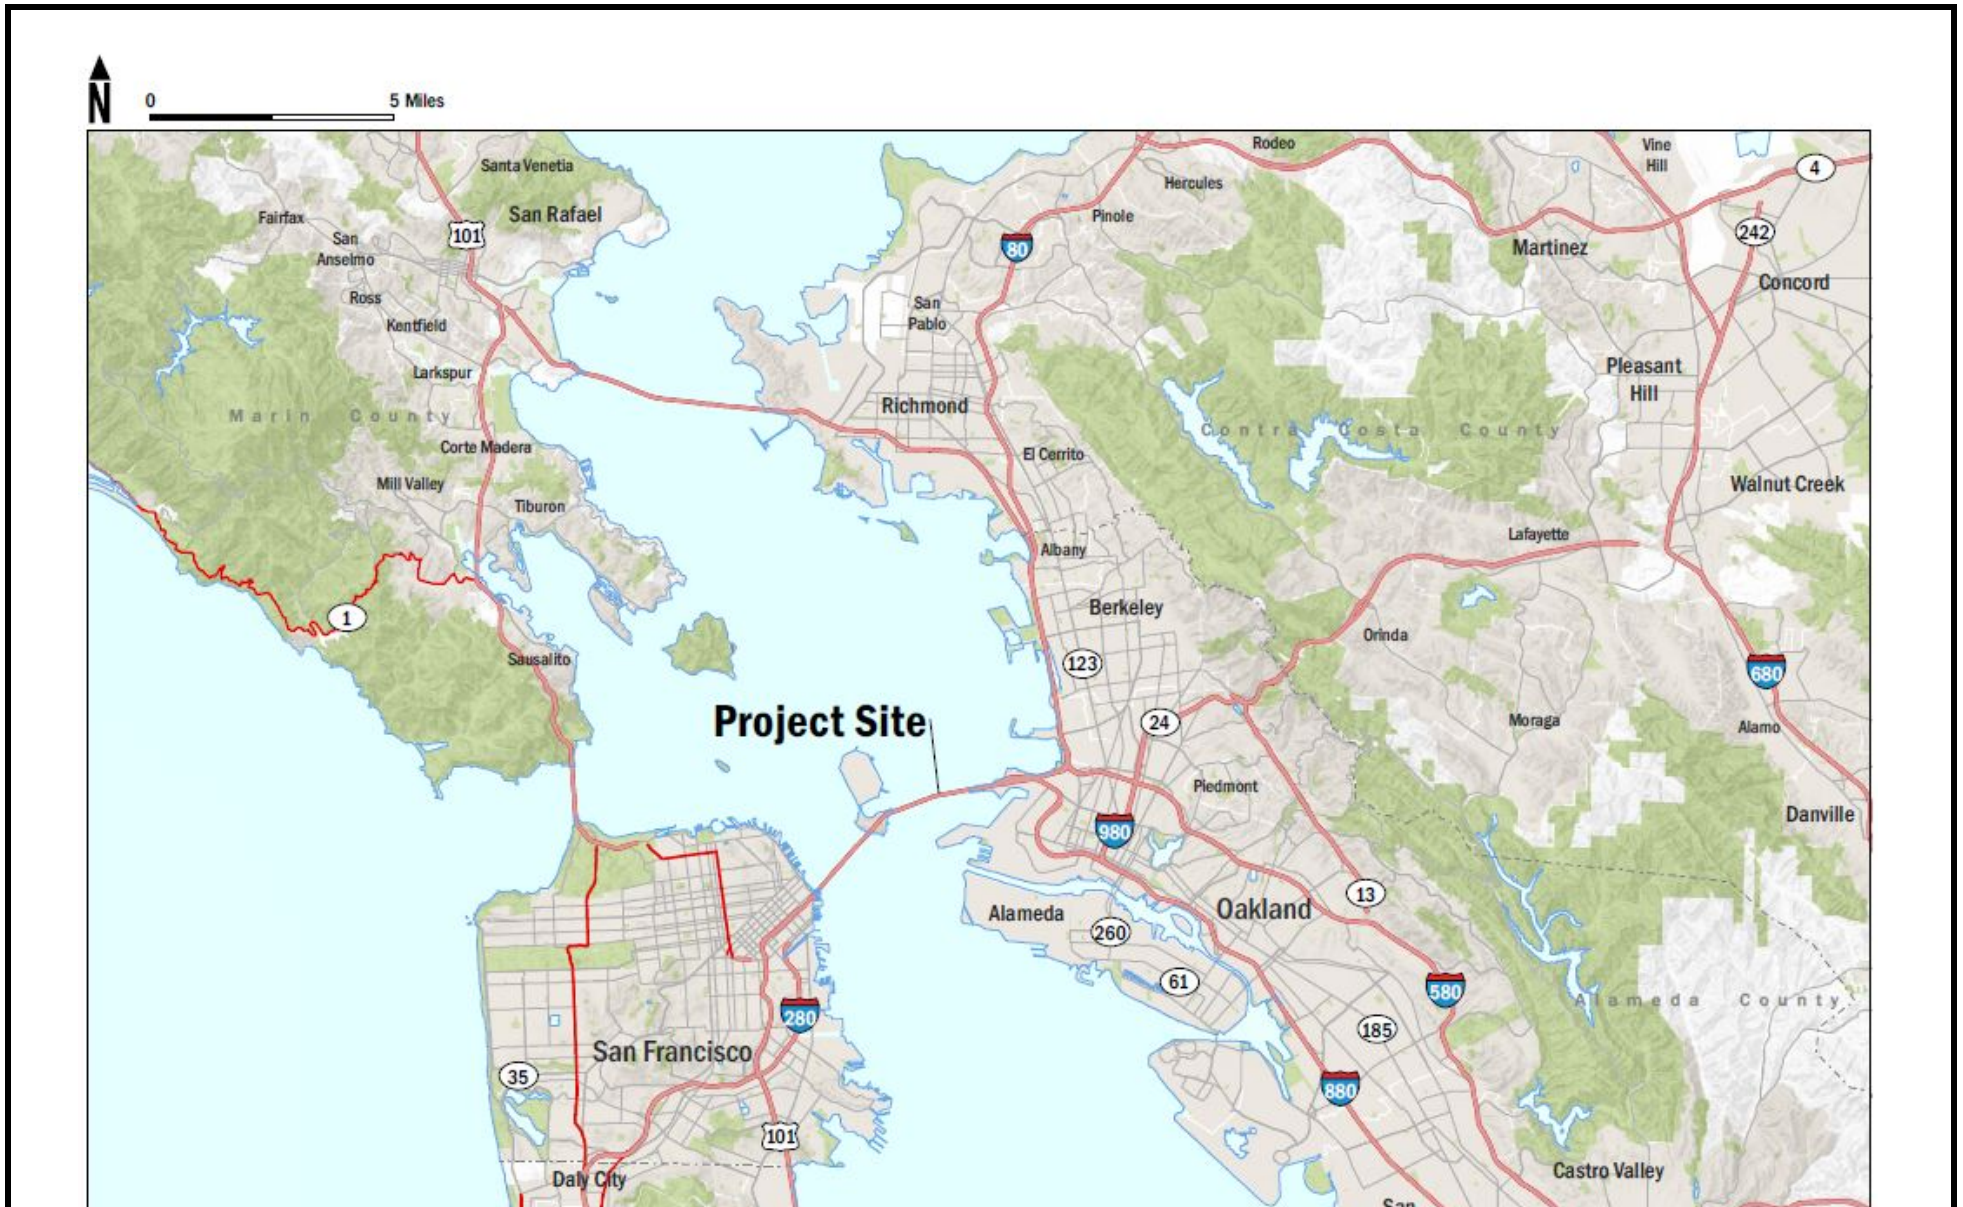 N
0 5 Miles
Santa Venetia
Fairfax
San Rafael
101
San
Anselmo
Ross
Kentfield
Larkspur
Marin County
Corte Madera
Mill Valley
Tiburon
1
Sausalito
Rodeo
Hercules
Pinole
80
San
Pablo
Richmond
El Cerrito
Albany
Berkeley
123
24
Vine
Hill
4
242
Martinez
Concord
Pleasant
Hill
Contra Costa County
Walnut Creek
Lafayette
Orinda
680
Moraga
Alamo
Danville
Project Site
Piedmont
980
13
Oakland
Alameda
260
61
580
Alameda County
185
880
280
San Francisco
35
101
Daly City
Castro Valley
San